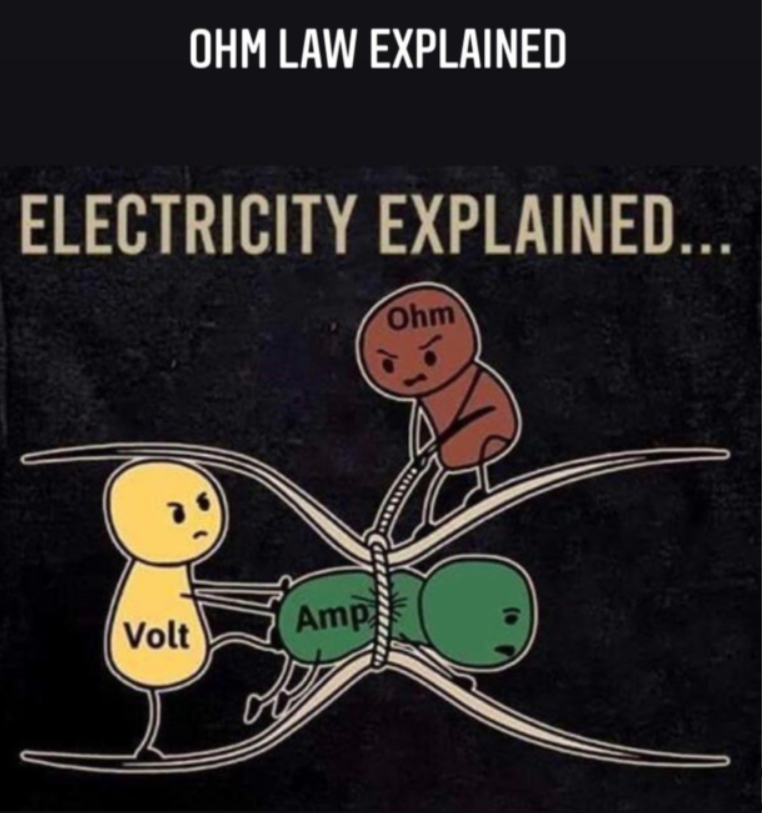 OHM LAW EXPLAINED
ELECTRICITY EXPLAINED...
Ohm
Amp
Volt